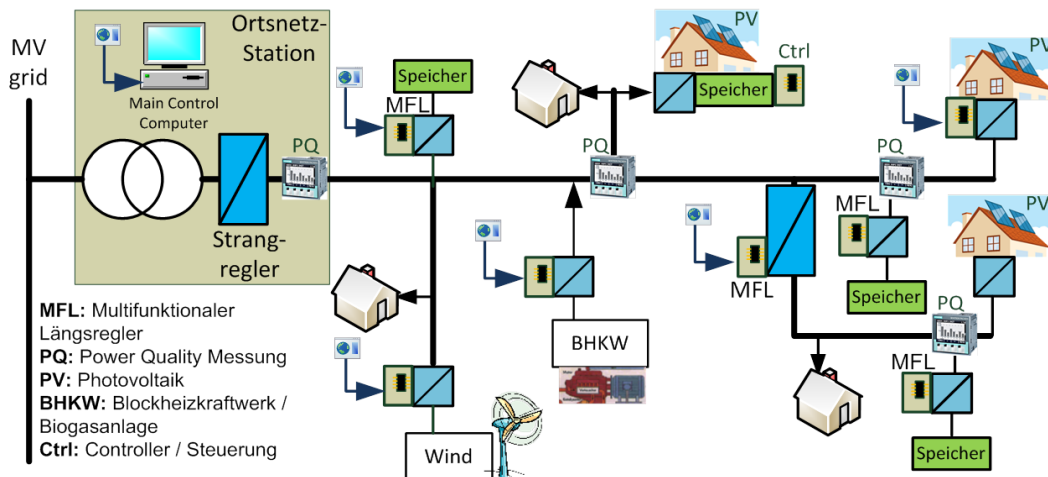 MV
grid
Ortsnetz-
Station
Main Control
Computer
PQ
Strang-
regler
Speicher
MFL
PV
Ctrl
Speicher
PQ
PV
PQ
MFL
Speicher
PV
MFL
PQ
MFL
Speicher
BHKW
Wind
MFL: Multifunktionaler
Längsregler
PQ: Power Quality Messung
PV: Photovoltaik
BHKW: Blockheizkraftwerk /
Biogasanlage
Ctrl: Controller / Steuerung